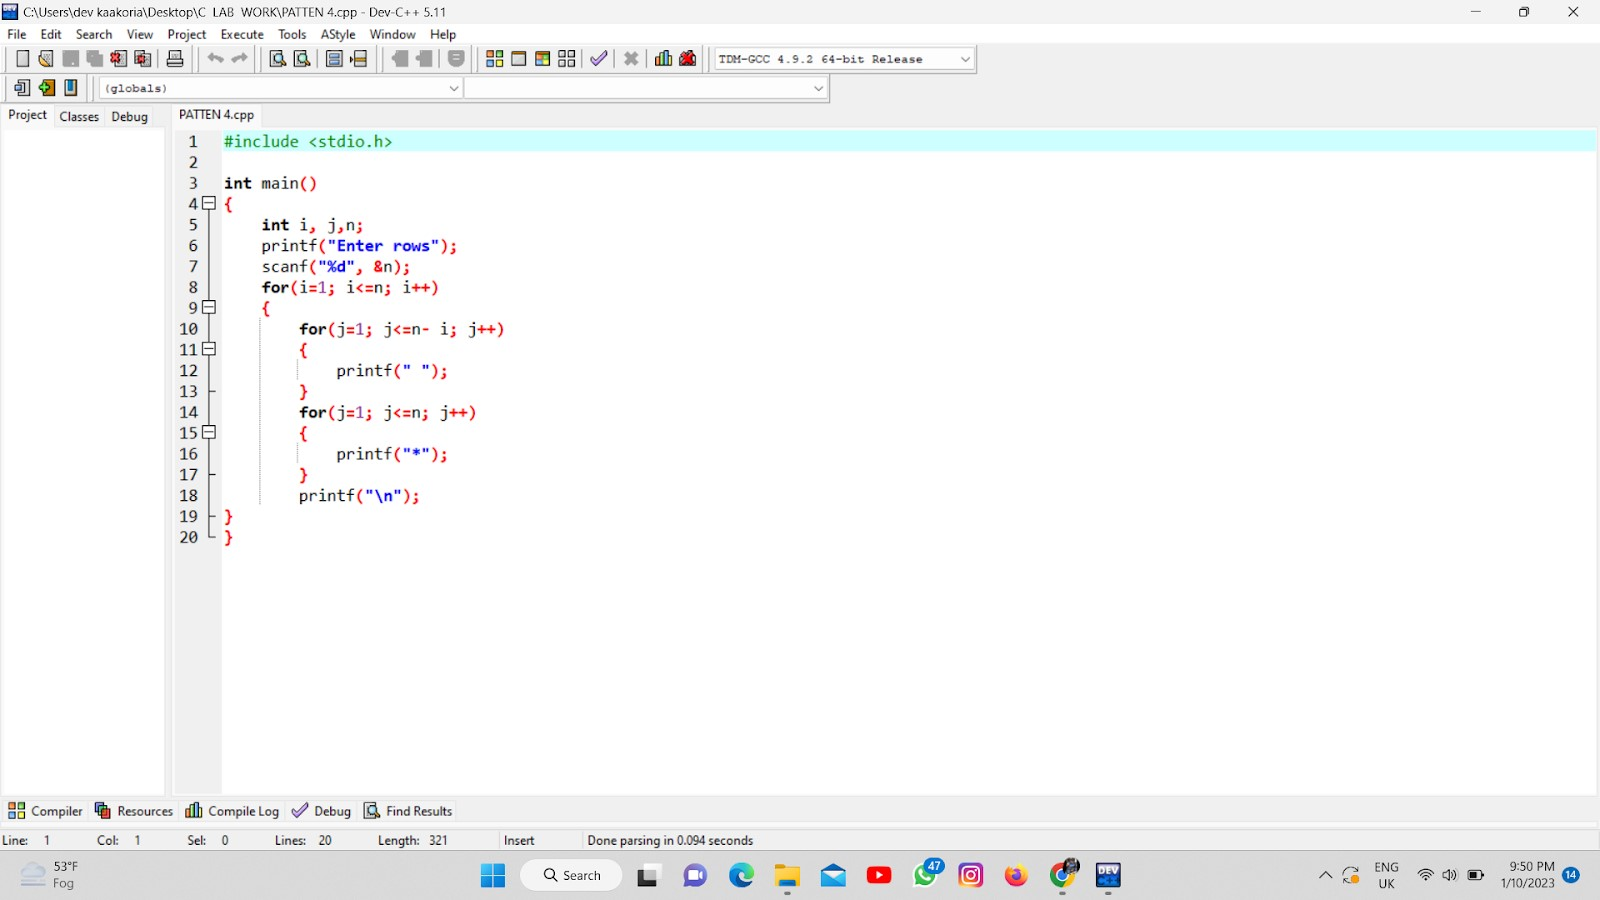 C:\Users\dev kaakoria\Desktop\C LAB WORK\PATTEN 4.cpp - Dev-C++ 5.11
File Edit Search View Project Execute Tools AStyle Window Help
TDM-GCC 4.9.2 64-bit Release
(globals)
Project Classes Debug PATTEN 4.cpp
1 #include <stdio.h>
2
3 int main()
4 {
5 int i, j,n;
6 printf("Enter rows");
7 scanf("%d", &n);
8 for(i=1; i<=n; i++)
9 {
10 for(j=1; j<=n- i; j++)
11 {
12 printf(" ");
13 }
14 for(j=1; j<=n; j++)
15 {
16 printf("*");
17 }
18 printf("\n");
19 }
20 }
Compiler Resources Compile Log Debug Find Results
Line: 1 Col: 1 Sel: 0 Lines: 20 Length: 321 Insert Done parsing in 0.094 seconds
53°F
Fog
Search
47
DEV
ENG
UK
9:50 PM
1/10/2023
14